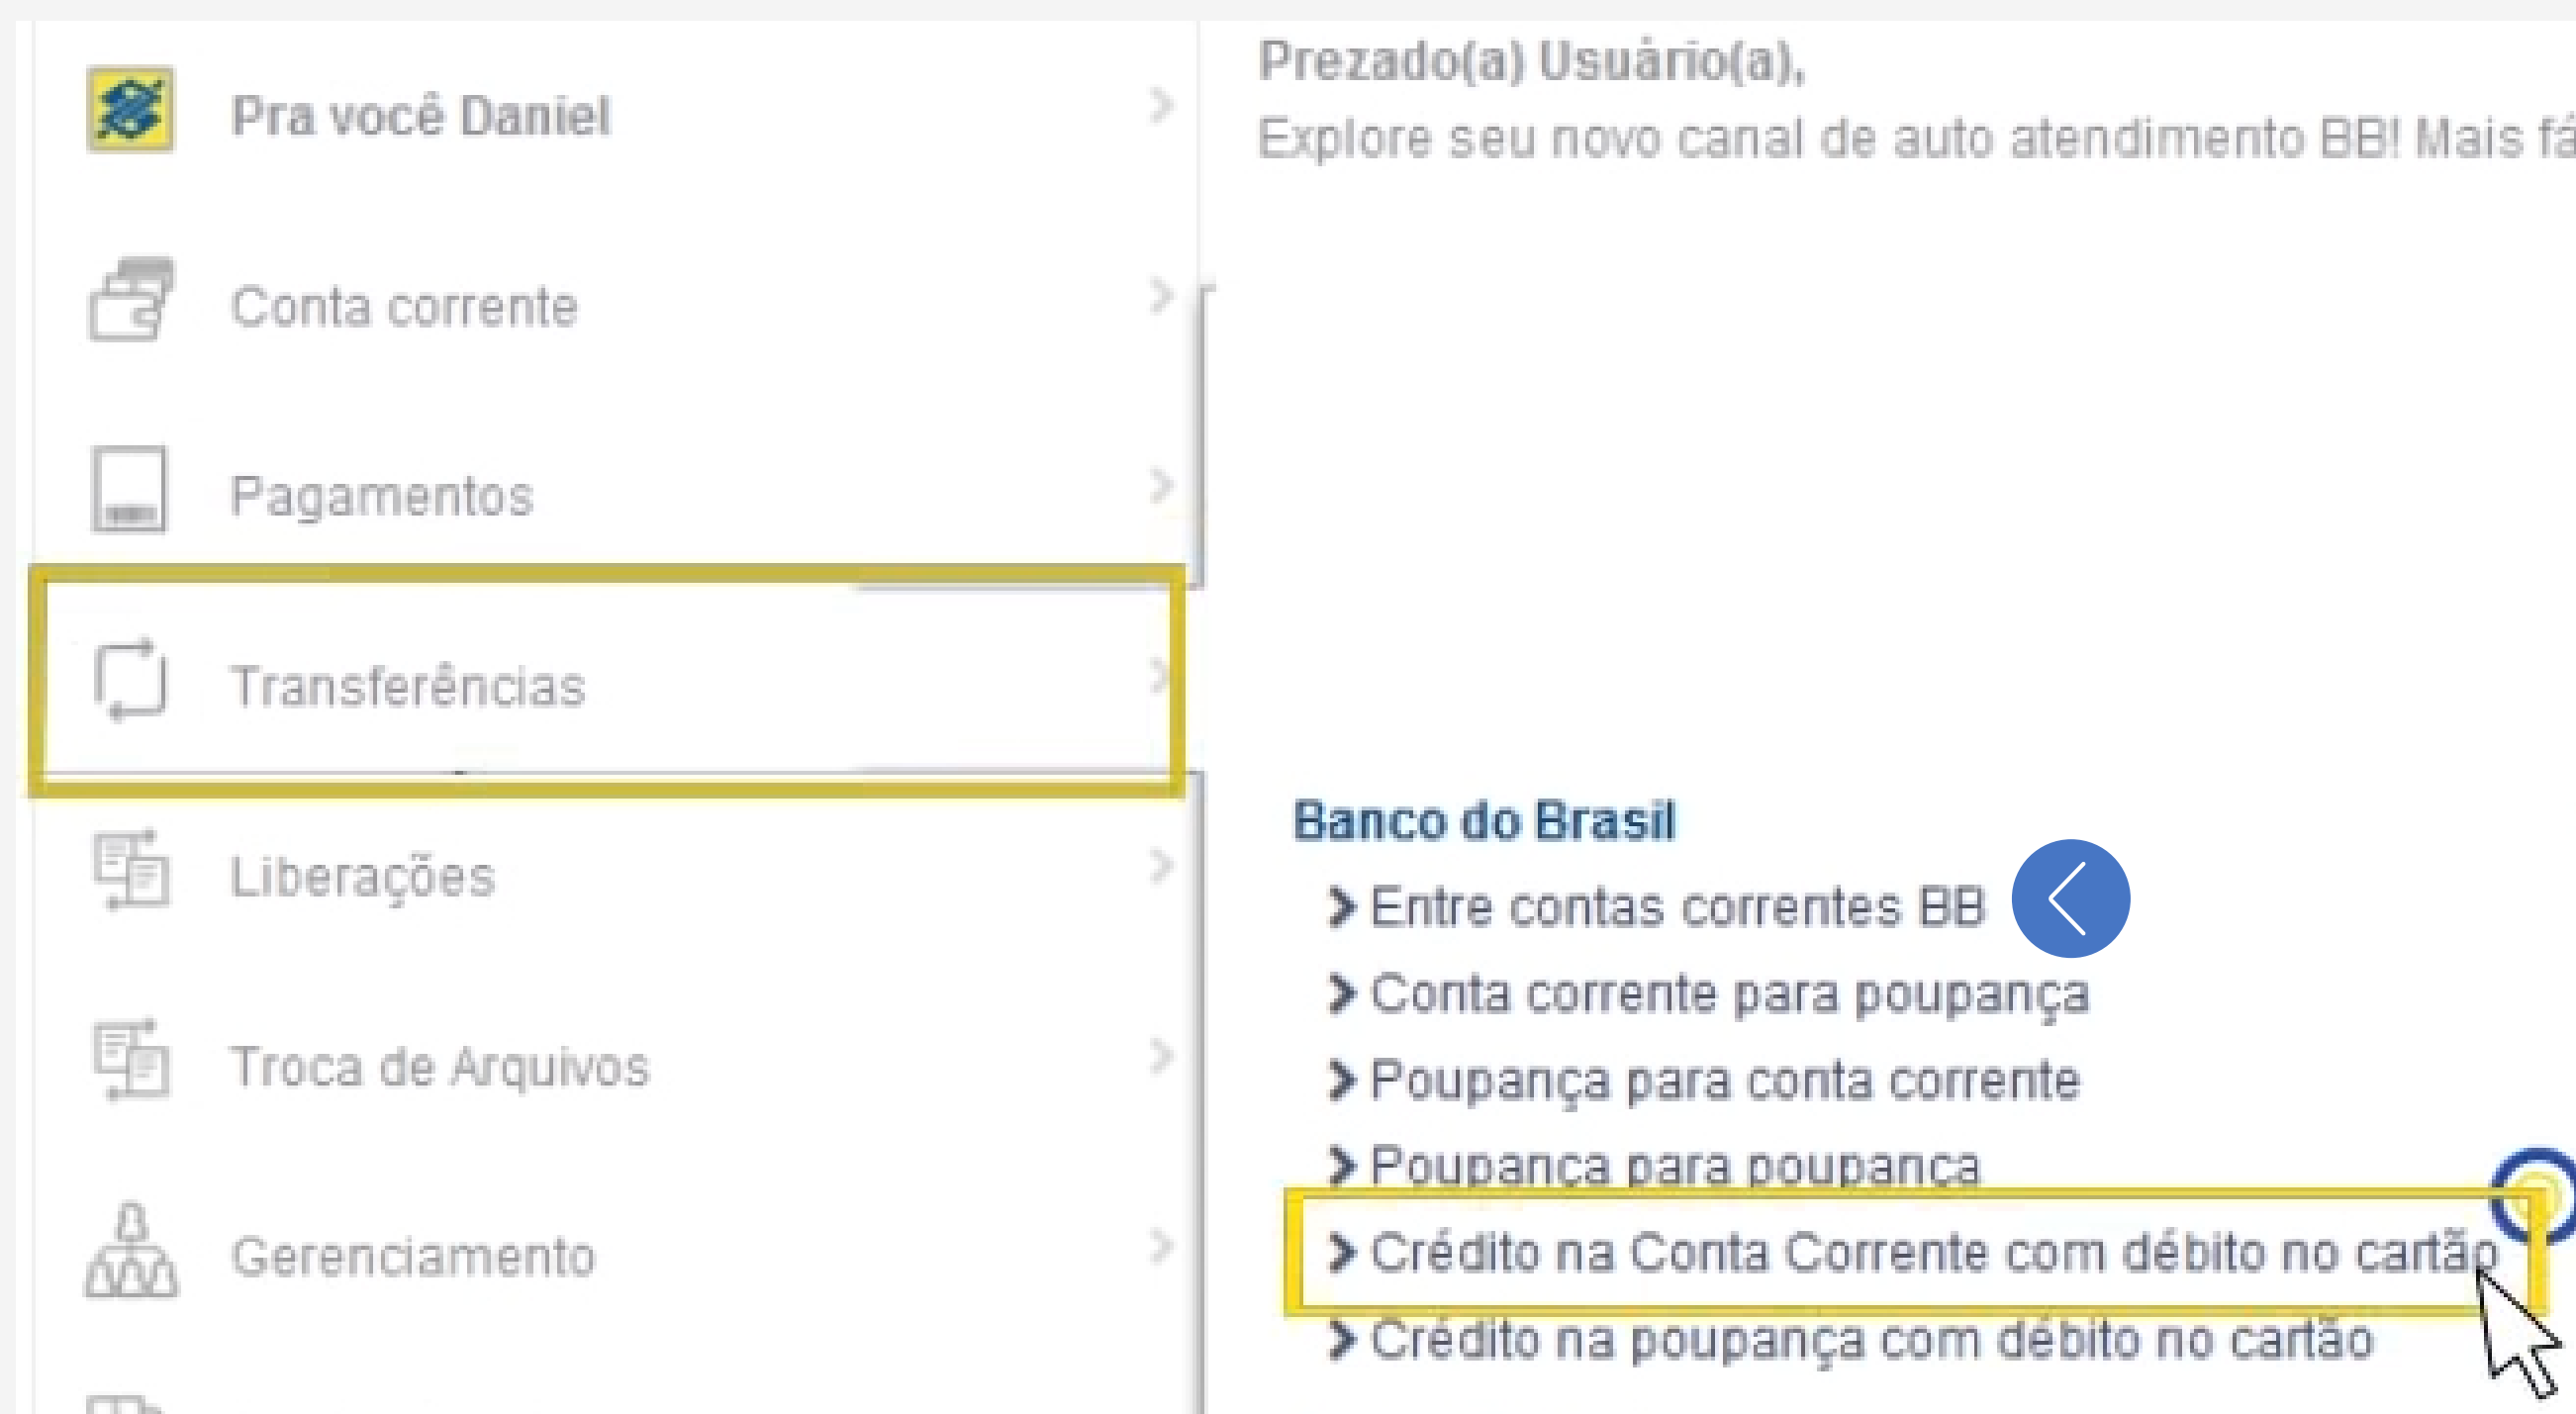 Pra você Daniel
Conta corrente
Pagamentos
Transferências
Liberações
Troca de Arquivos
Gerenciamento
Prezado(a) Usuário(a),
Explore seu novo canal de auto atendimento BB! Mais fá
Banco do Brasil
Entre contas correntes BB
Conta corrente para poupança
Poupança para conta corrente
Poupança para poupança
Crédito na Conta Corrente com débito no cartão
Crédito na poupança com débito no cartão